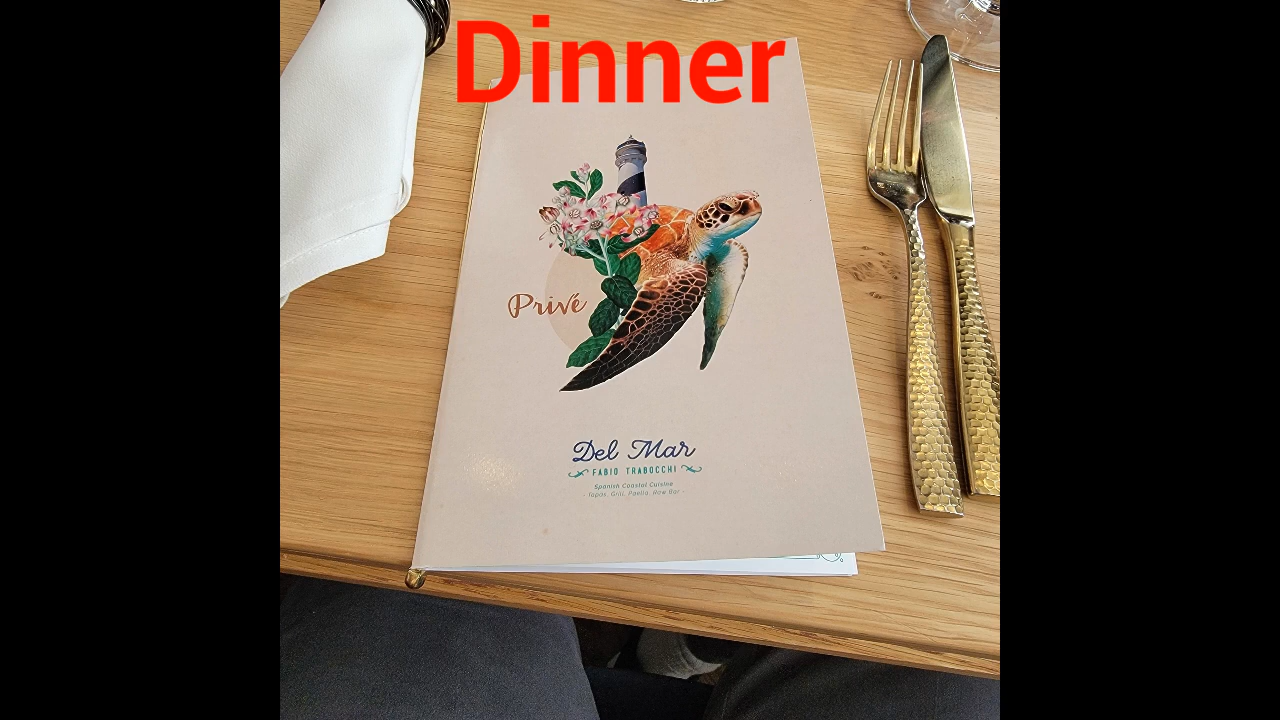 Dinner
Privé
Del Mar
FABIO TRABOCCHI
Spanish Coastal Cuisine
- Tapas, Grill, Paella, Raw Bar -